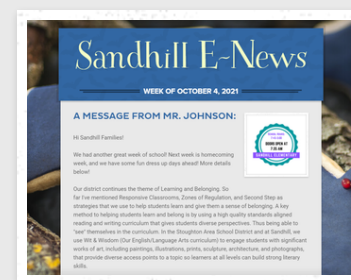 Sandhill E-News
WEEK OF OCTOBER 4, 2021
A MESSAGE FROM MR. JOHNSON:
Hi Sandhill Families!
We had another great week of school! Next week is homecoming
week, and we have some fun dress up days ahead! More details
below!
DOORS OPEN AT
7:35 AM
SANDHILL ELEMENTARY
Our district continues the theme of Learning and Belonging. So
far I've mentioned Responsive Classrooms, Zones of Regulation, and Second Step as
strategies that we use to help students learn and give them a sense of belonging. A key
method to helping students learn and belong is by using a high quality standards aligned
reading and writing curriculum that gives students diverse perspectives. Thus being able to
"see" themselves in the curriculum. In the Stoughton Area School District and at Sandhill, we
use Wit & Wisdom (Our English/Language Arts curriculum) to engage students with significant
works of art, including paintings, illustrations, prints, sculpture, architecture, and photographs,
that provide diverse access points to a topic so learners at all levels can build strong literacy
skills.